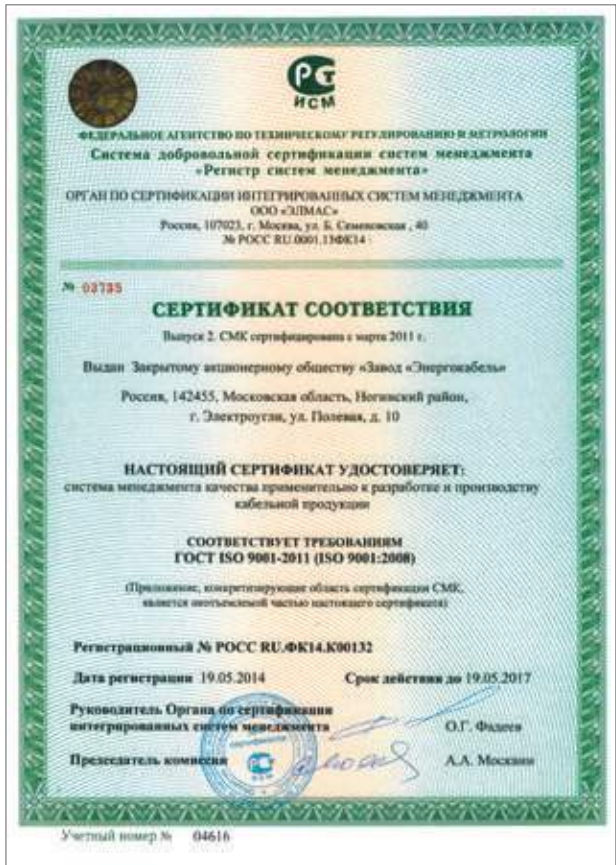 РСТ
ИСМ
ФЕДЕРАЛЬНОЕ АГЕНТСТВО ПО ТЕХНИЧЕСКОМУ РЕГУЛИРОВАНИЮ И МЕТРОЛОГИИ
Система добровольной сертификации систем менеджмента
«Регистр систем менеджмента»
ОРГАН ПО СЕРТИФИКАЦИИ ИНТЕГРИРОВАННЫХ СИСТЕМ МЕНЕДЖМЕНТА
ООО «ЭЛМАС»
Россия, 107023, г. Москва, ул. Б. Семеновская , 40
№ РОСС RU.0001.13ФК14
№ 03735
СЕРТИФИКАТ СООТВЕТСТВИЯ
Выпуск 2. СМК сертифицирована с марта 2011 г.
Выдан Закрытому акционерному обществу «Завод «Энергокабель»
Россия, 142455, Московская область, Ногинский район,
г. Электроугли, ул. Полевая, д. 10
НАСТОЯЩИЙ СЕРТИФИКАТ УДОСТОВЕРЯЕТ:
система менеджмента качества применительно к разработке и производству
кабельной продукции
СООТВЕТСТВУЕТ ТРЕБОВАНИЯМ
ГОСТ ISO 9001-2011 (ISO 9001:2008)
(Приложение, конкретизирующее область сертификации СМК,
является неотъемлемой частью настоящего сертификата)
Регистрационный № РОСС RU.ФК14.К00132
Дата регистрации 19.05.2014 Срок действия до 19.05.2017
Руководитель Органа по сертификации
интегрированных систем менеджмента О.Г. Фадеев
Председатель комиссии А.А. Москвин
Учетный номер № 04616